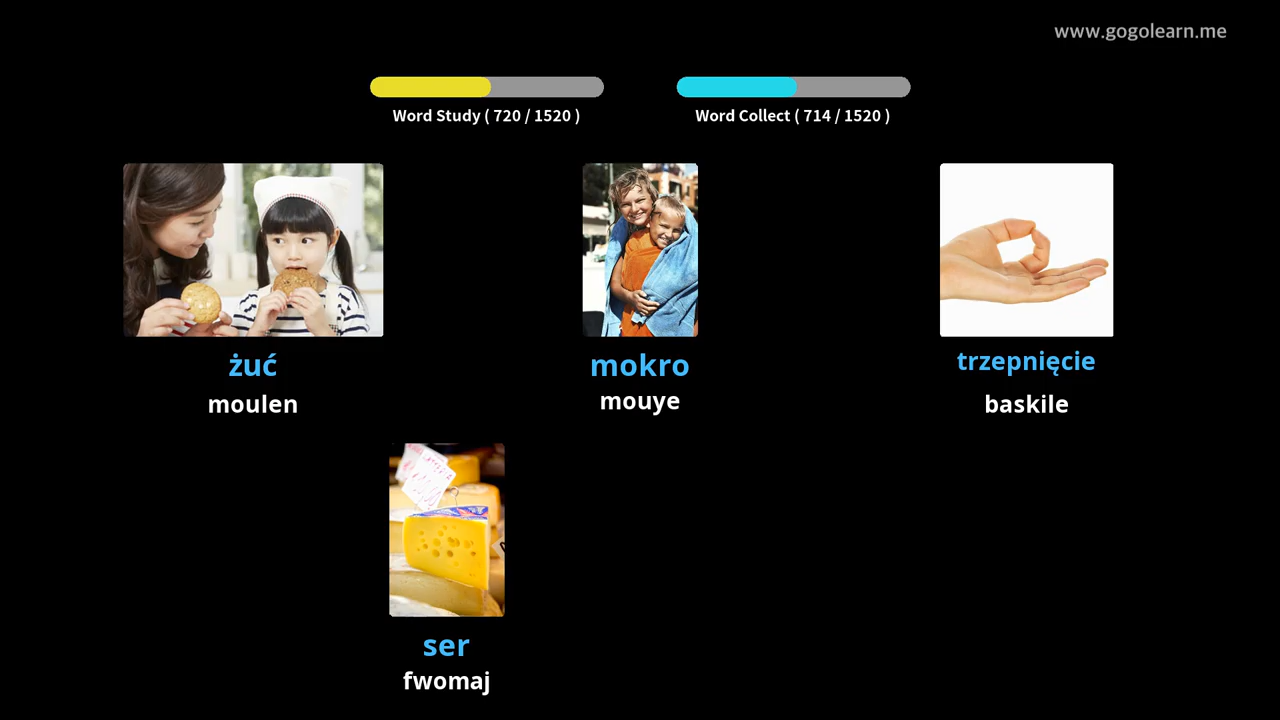 www.gogolearn.me
Word Study ( 720 / 1520 )
Word Collect ( 714 / 1520 )
żuć
mokro
trzepnięcie
moulen
mouye
baskile
ser
fwomaj